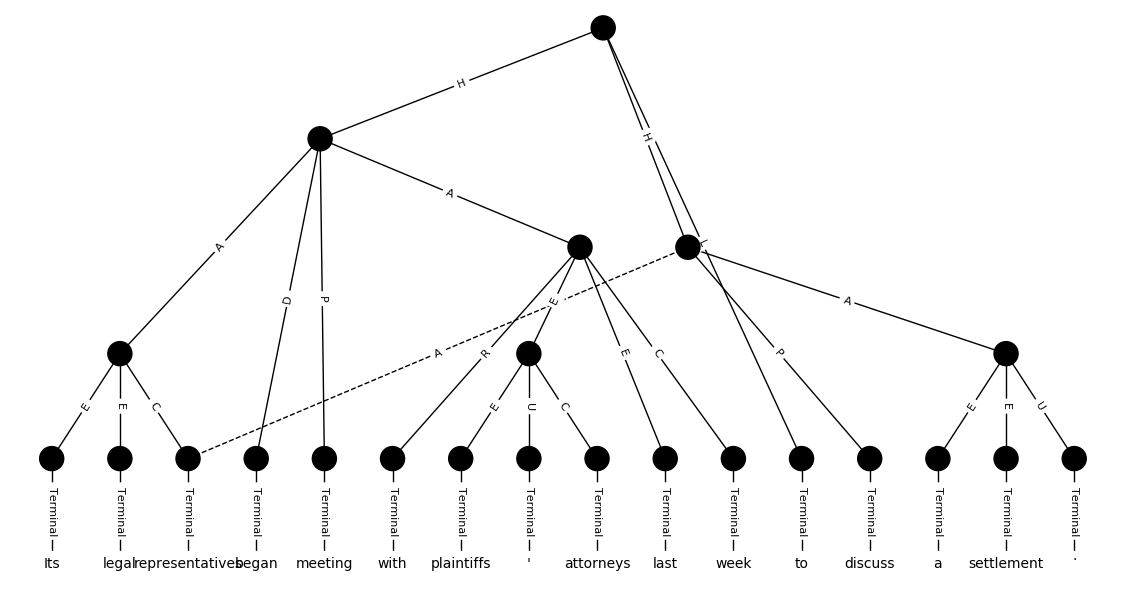 H
H
A
A
L
D
P
E
A
A
R
E
C
P
E
E
C
E
U
C
E
E
U
Terminal Terminal Terminal Terminal Terminal Terminal Terminal Terminal Terminal Terminal Terminal Terminal Terminal Terminal Terminal Terminal
Its legal representatives began meeting with plaintiffs ' attorneys last week to discuss a settlement .